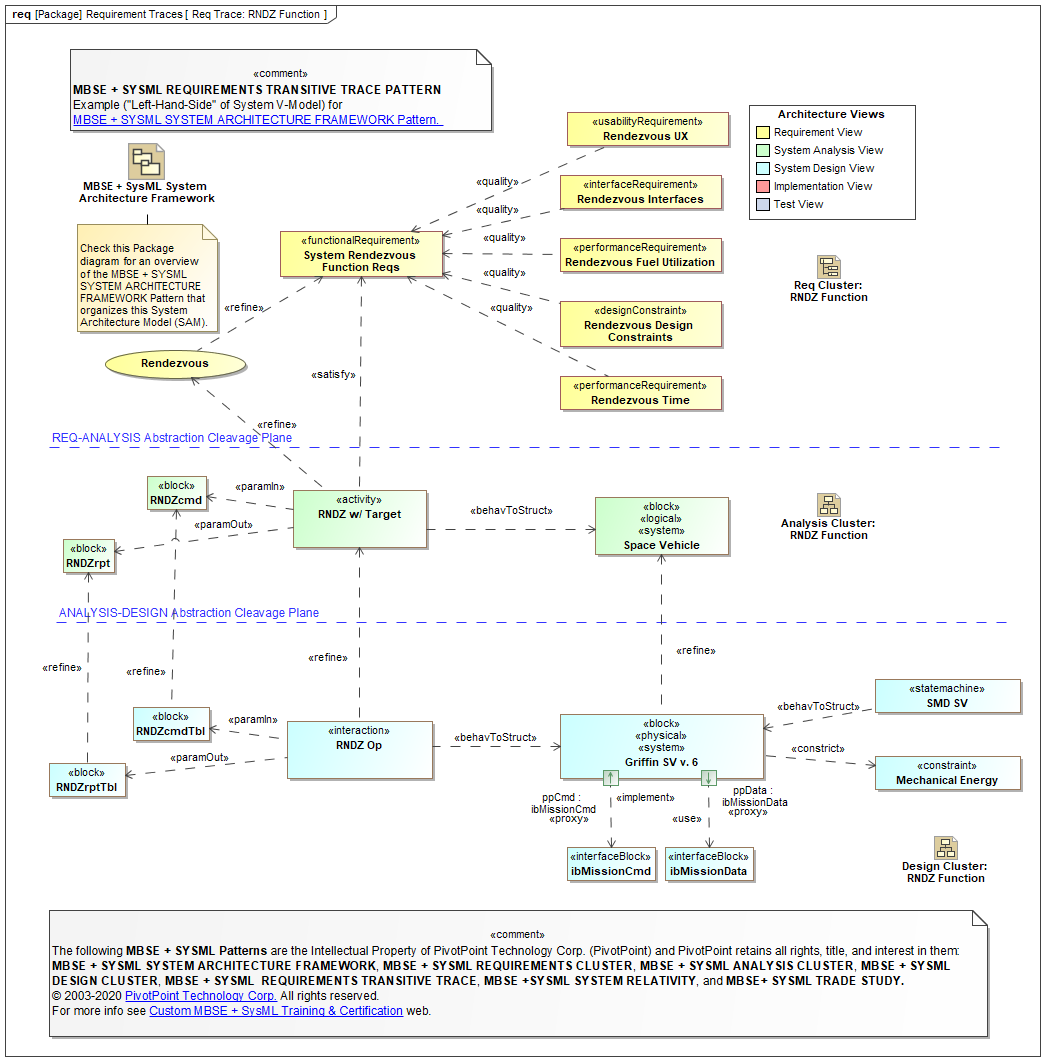 req [Package] Requirement Traces [ Req Trace: RNDZ Function ]
«comment»
MBSE + SYSML REQUIREMENTS TRANSITIVE TRACE PATTERN
Example ("Left-Hand-Side" of System V-Model) for
MBSE + SYSML SYSTEM ARCHITECTURE FRAMEWORK Pattern.
MBSE + SysML System
Architecture Framework
Check this Package
diagram for an overview
of the MBSE + SYSML
SYSTEM ARCHITECTURE
FRAMEWORK Pattern that
organizes this System
Architecture Model (SAM).
«usabilityRequirement»
Rendezvous UX
«interfaceRequirement»
Rendezvous Interfaces
«performanceRequirement»
Rendezvous Fuel Utilization
«designConstraint»
Rendezvous Design
Constraints
«performanceRequirement»
Rendezvous Time
«quality»
«quality»
«quality»
«quality»
«quality»
«functionalRequirement»
System Rendezvous
Function Reqs
Architecture Views
Requirement View
System Analysis View
System Design View
Implementation View
Test View
Req Cluster:
RNDZ Function
«refine»
Rendezvous
«satisfy»
«refine»
REQ-ANALYSIS Abstraction Cleavage Plane
«block»
RNDZcmd
«paramIn»
«activity»
RNDZ w/ Target
«paramOut»
«block»
RNDZrpt
«behavToStruct»
«block»
«logical»
«system»
Space Vehicle
Analysis Cluster:
RNDZ Function
ANALYSIS-DESIGN Abstraction Cleavage Plane
«refine»
«refine»
«refine»
«refine»
«block»
RNDZcmdTbl
«paramIn»
«interaction»
RNDZ Op
«paramOut»
«block»
RNDZrptTbl
«behavToStruct»
«block»
«physical»
«system»
Griffin SV v. 6
«behavToStruct»
«statemachine»
SMD SV
«constrict»
«constraint»
Mechanical Energy
ppCmd :
ibMissionCmd
«proxy»
«implement»
ppData :
ibMissionData
«proxy»
«use»
«interfaceBlock»
ibMissionCmd
«interfaceBlock»
ibMissionData
Design Cluster:
RNDZ Function
«comment»
The following MBSE + SYSML Patterns are the Intellectual Property of PivotPoint Technology Corp. (PivotPoint) and PivotPoint retains all rights, title, and interest in them:
MBSE + SYSML SYSTEM ARCHITECTURE FRAMEWORK, MBSE + SYSML REQUIREMENTS CLUSTER, MBSE + SYSML ANALYSIS CLUSTER, MBSE + SYSML
DESIGN CLUSTER, MBSE + SYSML REQUIREMENTS TRANSITIVE TRACE, MBSE +SYSML SYSTEM RELATIVITY, and MBSE+ SYSML TRADE STUDY.
© 2003-2020 PivotPoint Technology Corp. All rights reserved.
For more info see Custom MBSE + SysML Training & Certification web.